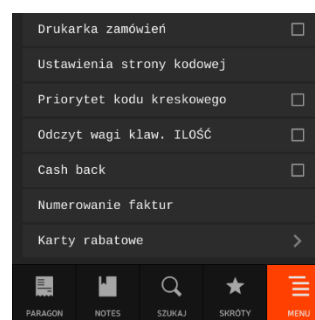 Drukarka zamówień
Ustawienia strony kodowej
Priorytet kodu kreskowego
Odczyt wagi klaw. ILOŚĆ
Cash back
Numerowanie faktur
Karty rabatowe
PARAGON NOTES SZUKAJ SKRÓTY MENU